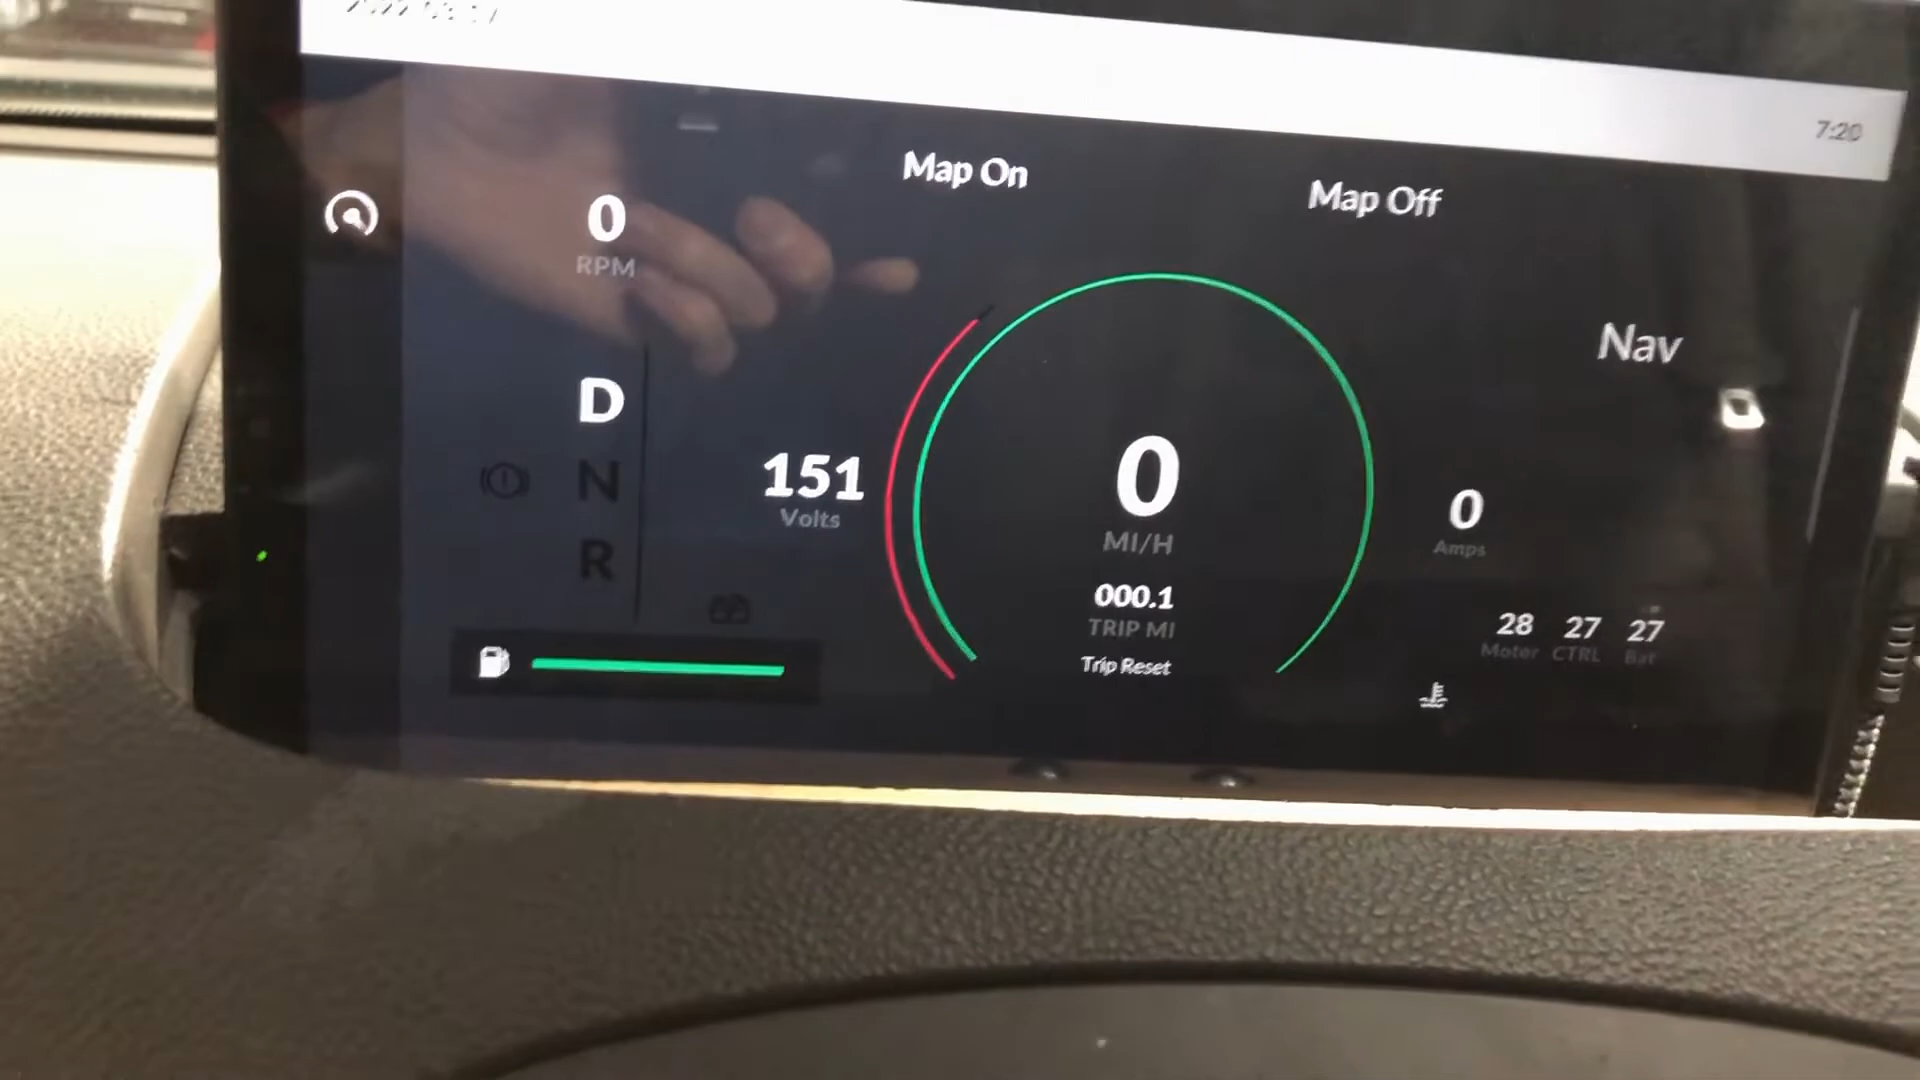 7:20
Map On
Map Off
0
RPM
Nav
D
N
R
151
Volts
0
MI/H
0
Amps
000.1
TRIP MI
Trip Reset
28 27 27
Motor CTRL Bat